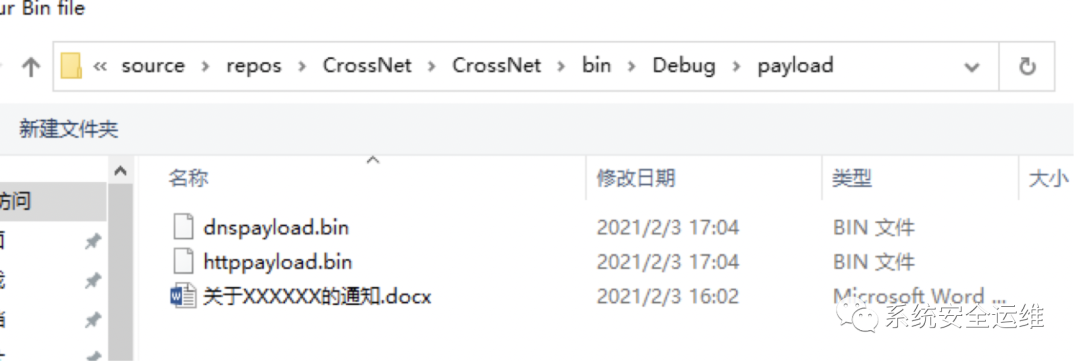 ur Bin file
« source › repos › CrossNet › CrossNet › bin › Debug › payload
新建文件夹
名称 修改日期 类型 大小
访问
dnspayload.bin 2021/2/3 17:04 BIN 文件
httppayload.bin 2021/2/3 17:04 BIN 文件
关于XXXXXX的通知.docx 2021/2/3 16:02 Microsoft Word ...
系统安全运维